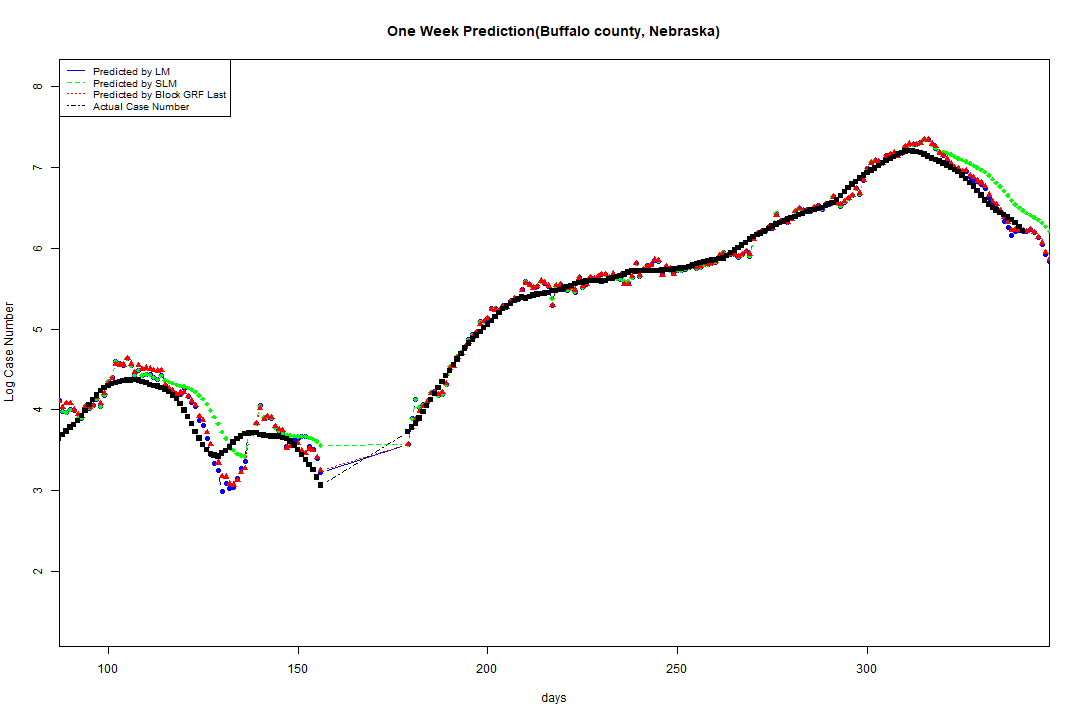 One Week Prediction(Buffalo county, Nebraska)
Predicted by LM
Predicted by SLM
Predicted by Block GRF Last
Actual Case Number
8
7
6
5
4
3
2
Log Case Number
100 150 200 250 300
days